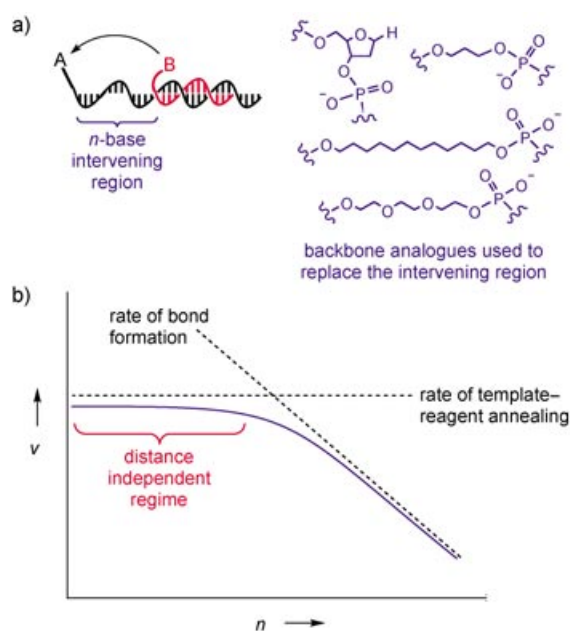 a)
A
B
n-base
intervening
region
O
O
O
P
O
O
−
H
O
O
P
O
O
−
O
O
P
O
O
−
O
O
O
O
O
P
O
O
−
backbone analogues used to
replace the intervening region
b)
rate of bond
formation
rate of template–
reagent annealing
v
distance
independent
regime
n